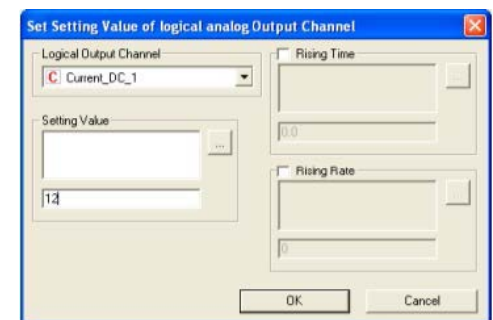 Set Setting Value of logical analog Output Channel
Logical Output Channel
C Current_DC_1
Setting Value
...
12
Rising Time
...
0.0
Rising Rate
...
0
OK
Cancel